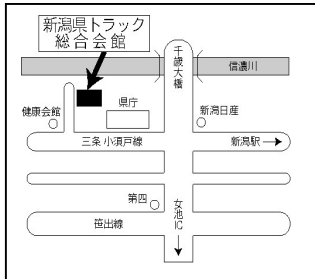 新潟県トラック
総合会館
千歳大橋
信濃川
県庁
健康会館
新潟日産
三条 小須戸線
新潟駅
第四
女池IC
笹出線